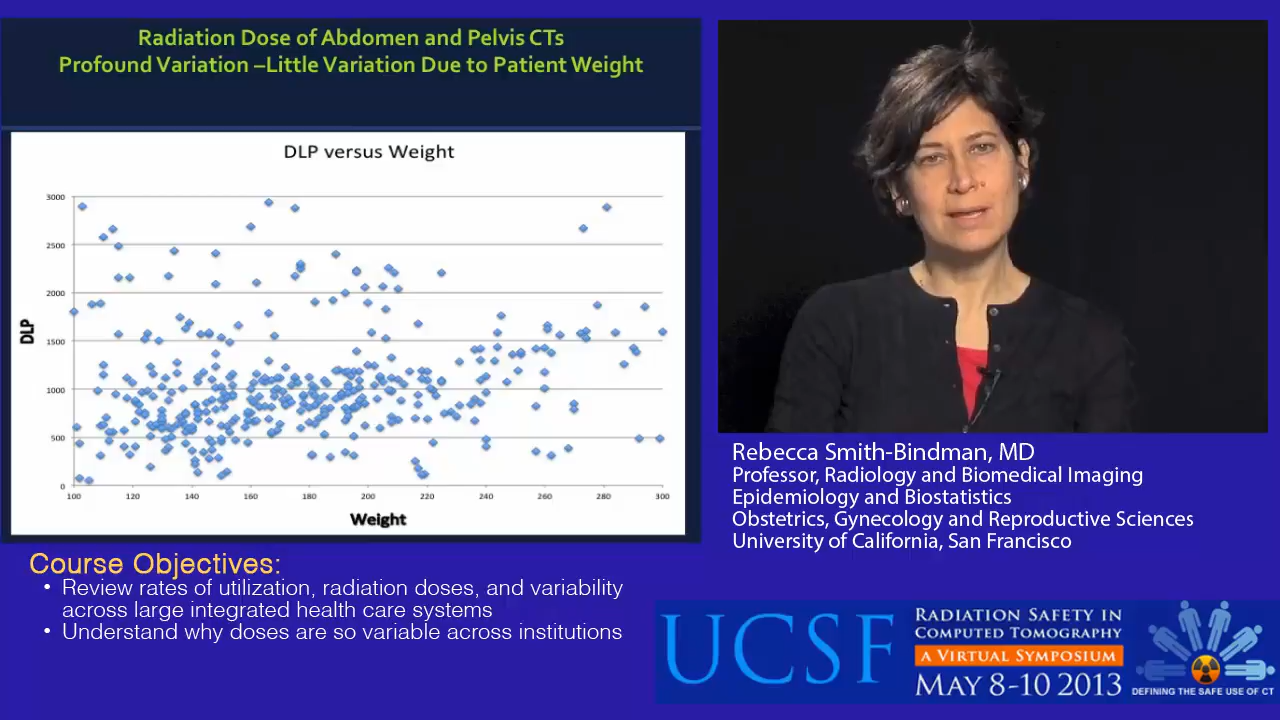 Radiation Dose of Abdomen and Pelvis CTs
Profound Variation –Little Variation Due to Patient Weight
DLP versus Weight
3000
2500
2000
1500
1000
500
0
DLP
100 120 140 160 180 200 220 240 260 280 300
Weight
Rebecca Smith-Bindman, MD
Professor, Radiology and Biomedical Imaging
Epidemiology and Biostatistics
Obstetrics, Gynecology and Reproductive Sciences
University of California, San Francisco
Course Objectives:
• Review rates of utilization, radiation doses, and variability
across large integrated health care systems
• Understand why doses are so variable across institutions
UCSF
Radiation Safety in
Computed Tomography
a Virtual Symposium
May 8-10 2013
DEFINING THE SAFE USE OF CT